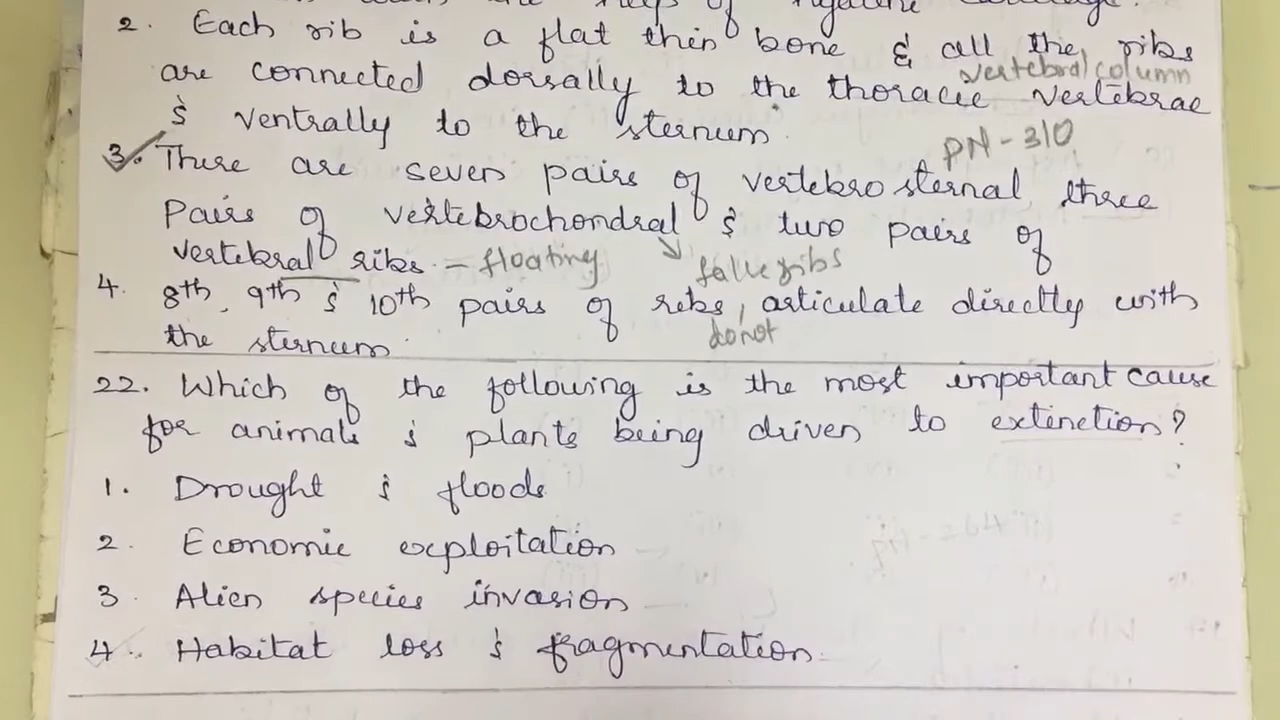 of hyaline cartilage.
2. Each rib is a flat thin bone & all the ribs
vertebral column
are connected dorsally to the thoracic vertebrae
& ventrally to the sternum.
PN - 310
3. There are seven pairs of vertebrosternal, three
Pairs of vertebrochondral & two pairs of
vertebral ribs. - floating
false ribs
4. 8th, 9th & 10th pairs of ribs, articulate directly with
do not
the sternum.
22. Which of the following is the most important cause
for animals & plants being driven to extinction?
1. Drought & floods
2. Economic exploitation
3. Alien species invasion
4. Habitat loss & fragmentation.